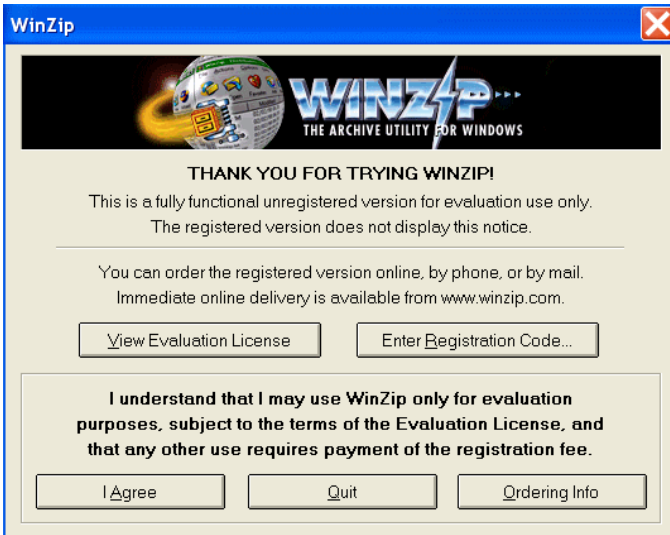 WinZip
WINZIP
THE ARCHIVE UTILITY FOR WINDOWS
THANK YOU FOR TRYING WINZIP!
This is a fully functional unregistered version for evaluation use only.
The registered version does not display this notice.
You can order the registered version online, by phone, or by mail.
Immediate online delivery is available from www.winzip.com.
View Evaluation License
Enter Registration Code...
I understand that I may use WinZip only for evaluation
purposes, subject to the terms of the Evaluation License, and
that any other use requires payment of the registration fee.
I Agree
Quit
Ordering Info